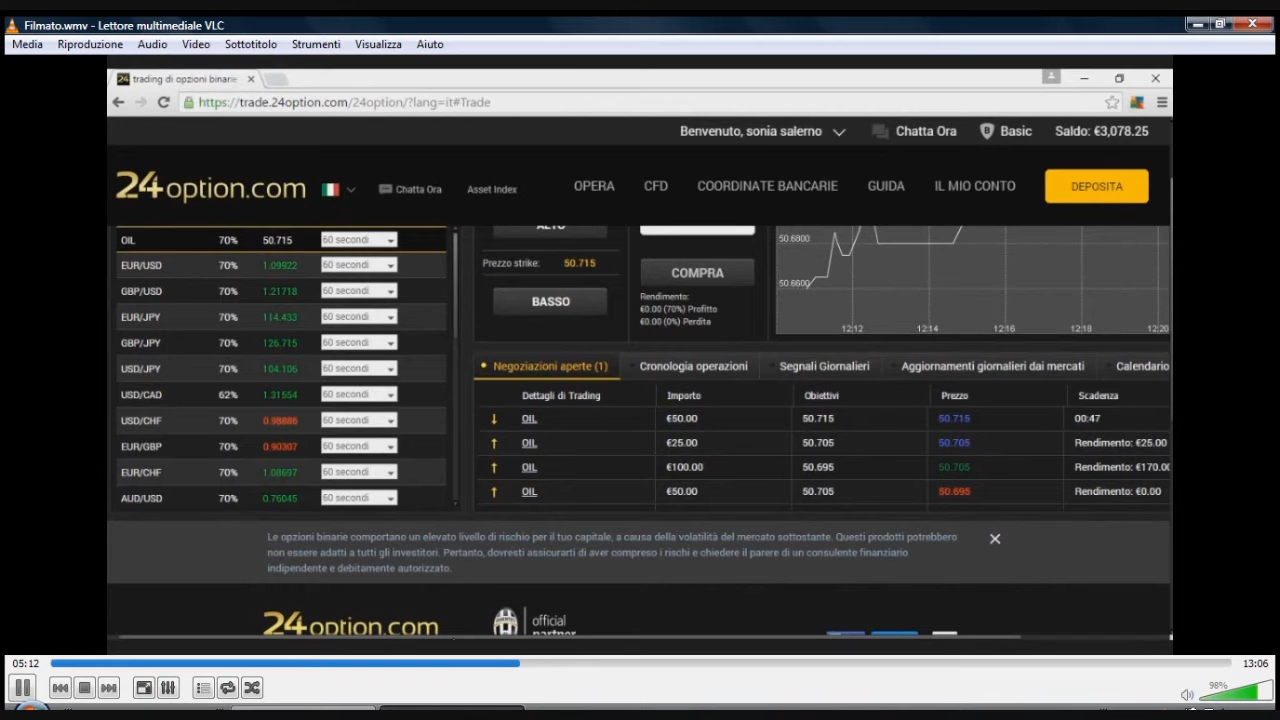 Filmato.wmv - Lettore multimediale VLC
Media Riproduzione Audio Video Sottotitolo Strumenti Visualizza Aiuto
24 trading di opzioni binarie
https://trade.24option.com/24option/?lang=it#Trade
Benvenuto, sonia salerno Chatta Ora B Basic Saldo: €3,078.25
24option.com Chatta Ora Asset Index OPERA CFD COORDINATE BANCARIE GUIDA IL MIO CONTO DEPOSITA
OIL 70% 50.715 60 secondi
EUR/USD 70% 1.09922 60 secondi
GBP/USD 70% 1.21718 60 secondi
EUR/JPY 70% 114.433 60 secondi
GBP/JPY 70% 126.715 60 secondi
USD/JPY 70% 104.106 60 secondi
USD/CAD 62% 1.31554 60 secondi
USD/CHF 70% 0.98886 60 secondi
EUR/GBP 70% 0.90307 60 secondi
EUR/CHF 70% 1.08697 60 secondi
AUD/USD 70% 0.76045 60 secondi
ALTO
Prezzo strike: 50.715
BASSO
COMPRA
Rendimento:
€0.00 (70%) Profitto
€0.00 (0%) Perdita
50.6800
50.6600
12:12 12:14 12:16 12:18 12:20
Negoziazioni aperte (1) Cronologia operazioni Segnali Giornalieri Aggiornamenti giornalieri dai mercati Calendario
Dettagli di Trading Importo Obiettivi Prezzo Scadenza
↓ OIL €50.00 50.715 50.715 00:47
↑ OIL €25.00 50.705 50.705 Rendimento: €25.00
↑ OIL €100.00 50.695 50.705 Rendimento: €170.00
↑ OIL €50.00 50.705 50.695 Rendimento: €0.00
Le opzioni binarie comportano un elevato livello di rischio per il tuo capitale, a causa della volatilità del mercato sottostante. Questi prodotti potrebbero
non essere adatti a tutti gli investitori. Pertanto, dovresti assicurarti di aver compreso i rischi e chiedere il parere di un consulente finanziario
indipendente e debitamente autorizzato.
24option.com
official
partner
05:12 13:06
98%